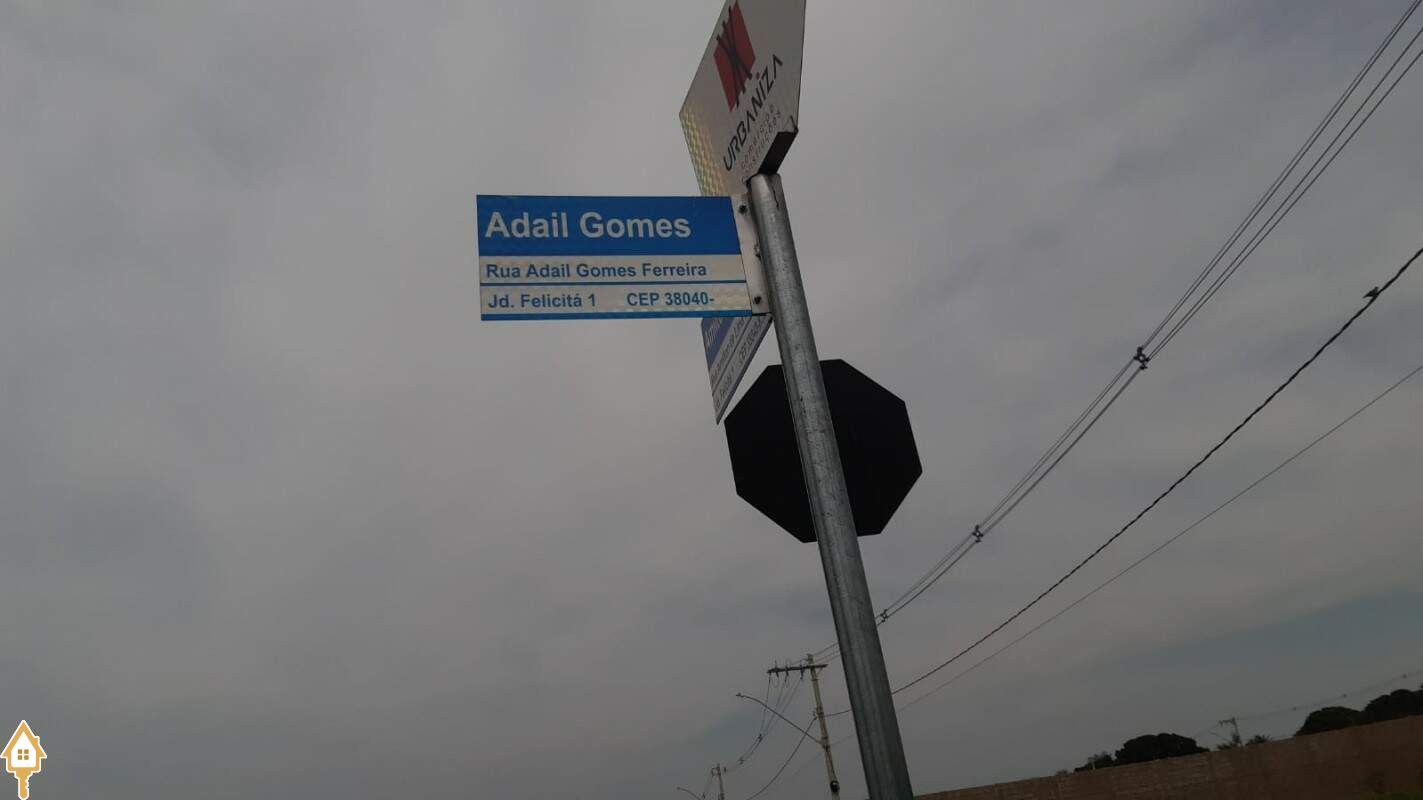 URBANIZA
Adail Gomes
Rua Adail Gomes Ferreira
Jd. Felicitá 1 CEP 38040-